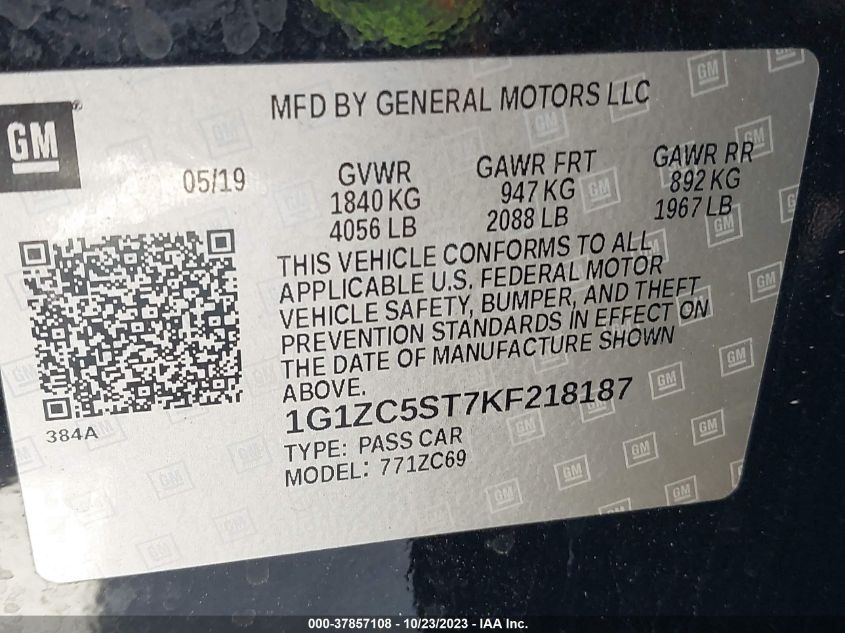 MFD BY GENERAL MOTORS LLC
GM®
05/19
GVWR
1840 KG
4056 LB
GAWR FRT
947 KG
2088 LB
GAWR RR
892 KG
1967 LB
THIS VEHICLE CONFORMS TO ALL
APPLICABLE U.S. FEDERAL MOTOR
VEHICLE SAFETY, BUMPER, AND THEFT
PREVENTION STANDARDS IN EFFECT ON
THE DATE OF MANUFACTURE SHOWN
ABOVE.
1G1ZC5ST7KF218187
384A
TYPE: PASS CAR
MODEL: 771ZC69
000-37857108 - 10/23/2023 - IAA Inc.